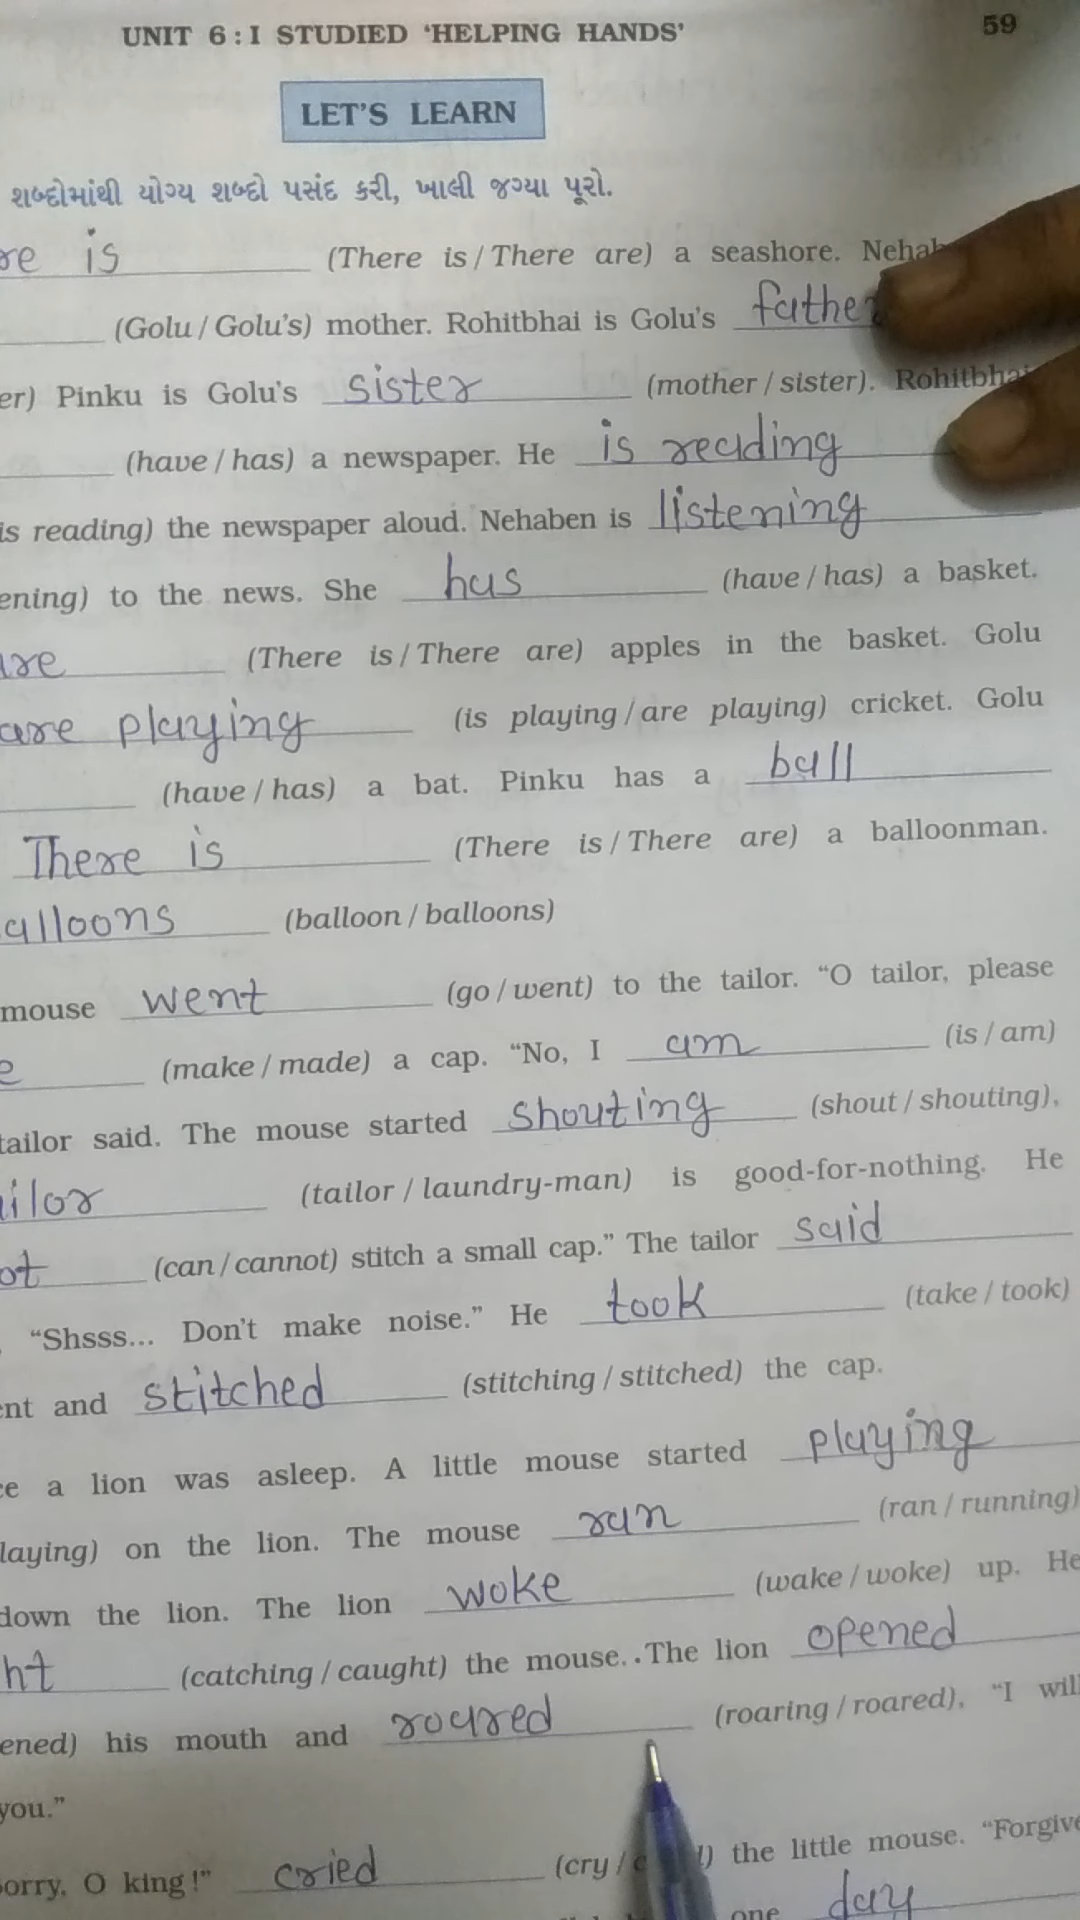 UNIT 6 : I STUDIED ‘HELPING HANDS’ 59
LET’S LEARN
શબ્દોમાંથી યોગ્ય શબ્દો પસંદ કરી, ખાલી જગ્યા પૂરો.
re is (There is / There are) a seashore. Nehab
(Golu / Golu’s) mother. Rohitbhai is Golu’s fathe
er) Pinku is Golu’s sister (mother / sister). Rohitbhai
(have / has) a newspaper. He is reading
is reading) the newspaper aloud. Nehaben is listening
ening) to the news. She has (have / has) a basket.
are (There is / There are) apples in the basket. Golu
are playing (is playing / are playing) cricket. Golu
(have / has) a bat. Pinku has a ball
There is (There is / There are) a balloonman.
alloons (balloon / balloons)
mouse went (go / went) to the tailor. “O tailor, please
e (make / made) a cap. “No, I am (is / am)
tailor said. The mouse started shouting (shout / shouting),
ailor (tailor / laundry-man) is good-for-nothing. He
ot (can / cannot) stitch a small cap.” The tailor said
“Shsss... Don’t make noise.” He took (take / took)
ent and stitched (stitching / stitched) the cap.
ce a lion was asleep. A little mouse started playing
laying) on the lion. The mouse ran (ran / running)
down the lion. The lion woke (wake / woke) up. He
ht (catching / caught) the mouse. . The lion opened
ened) his mouth and roared (roaring / roared), “I will
you.”
orry, O king !” cried (cry / c d) the little mouse. “Forgive
one day